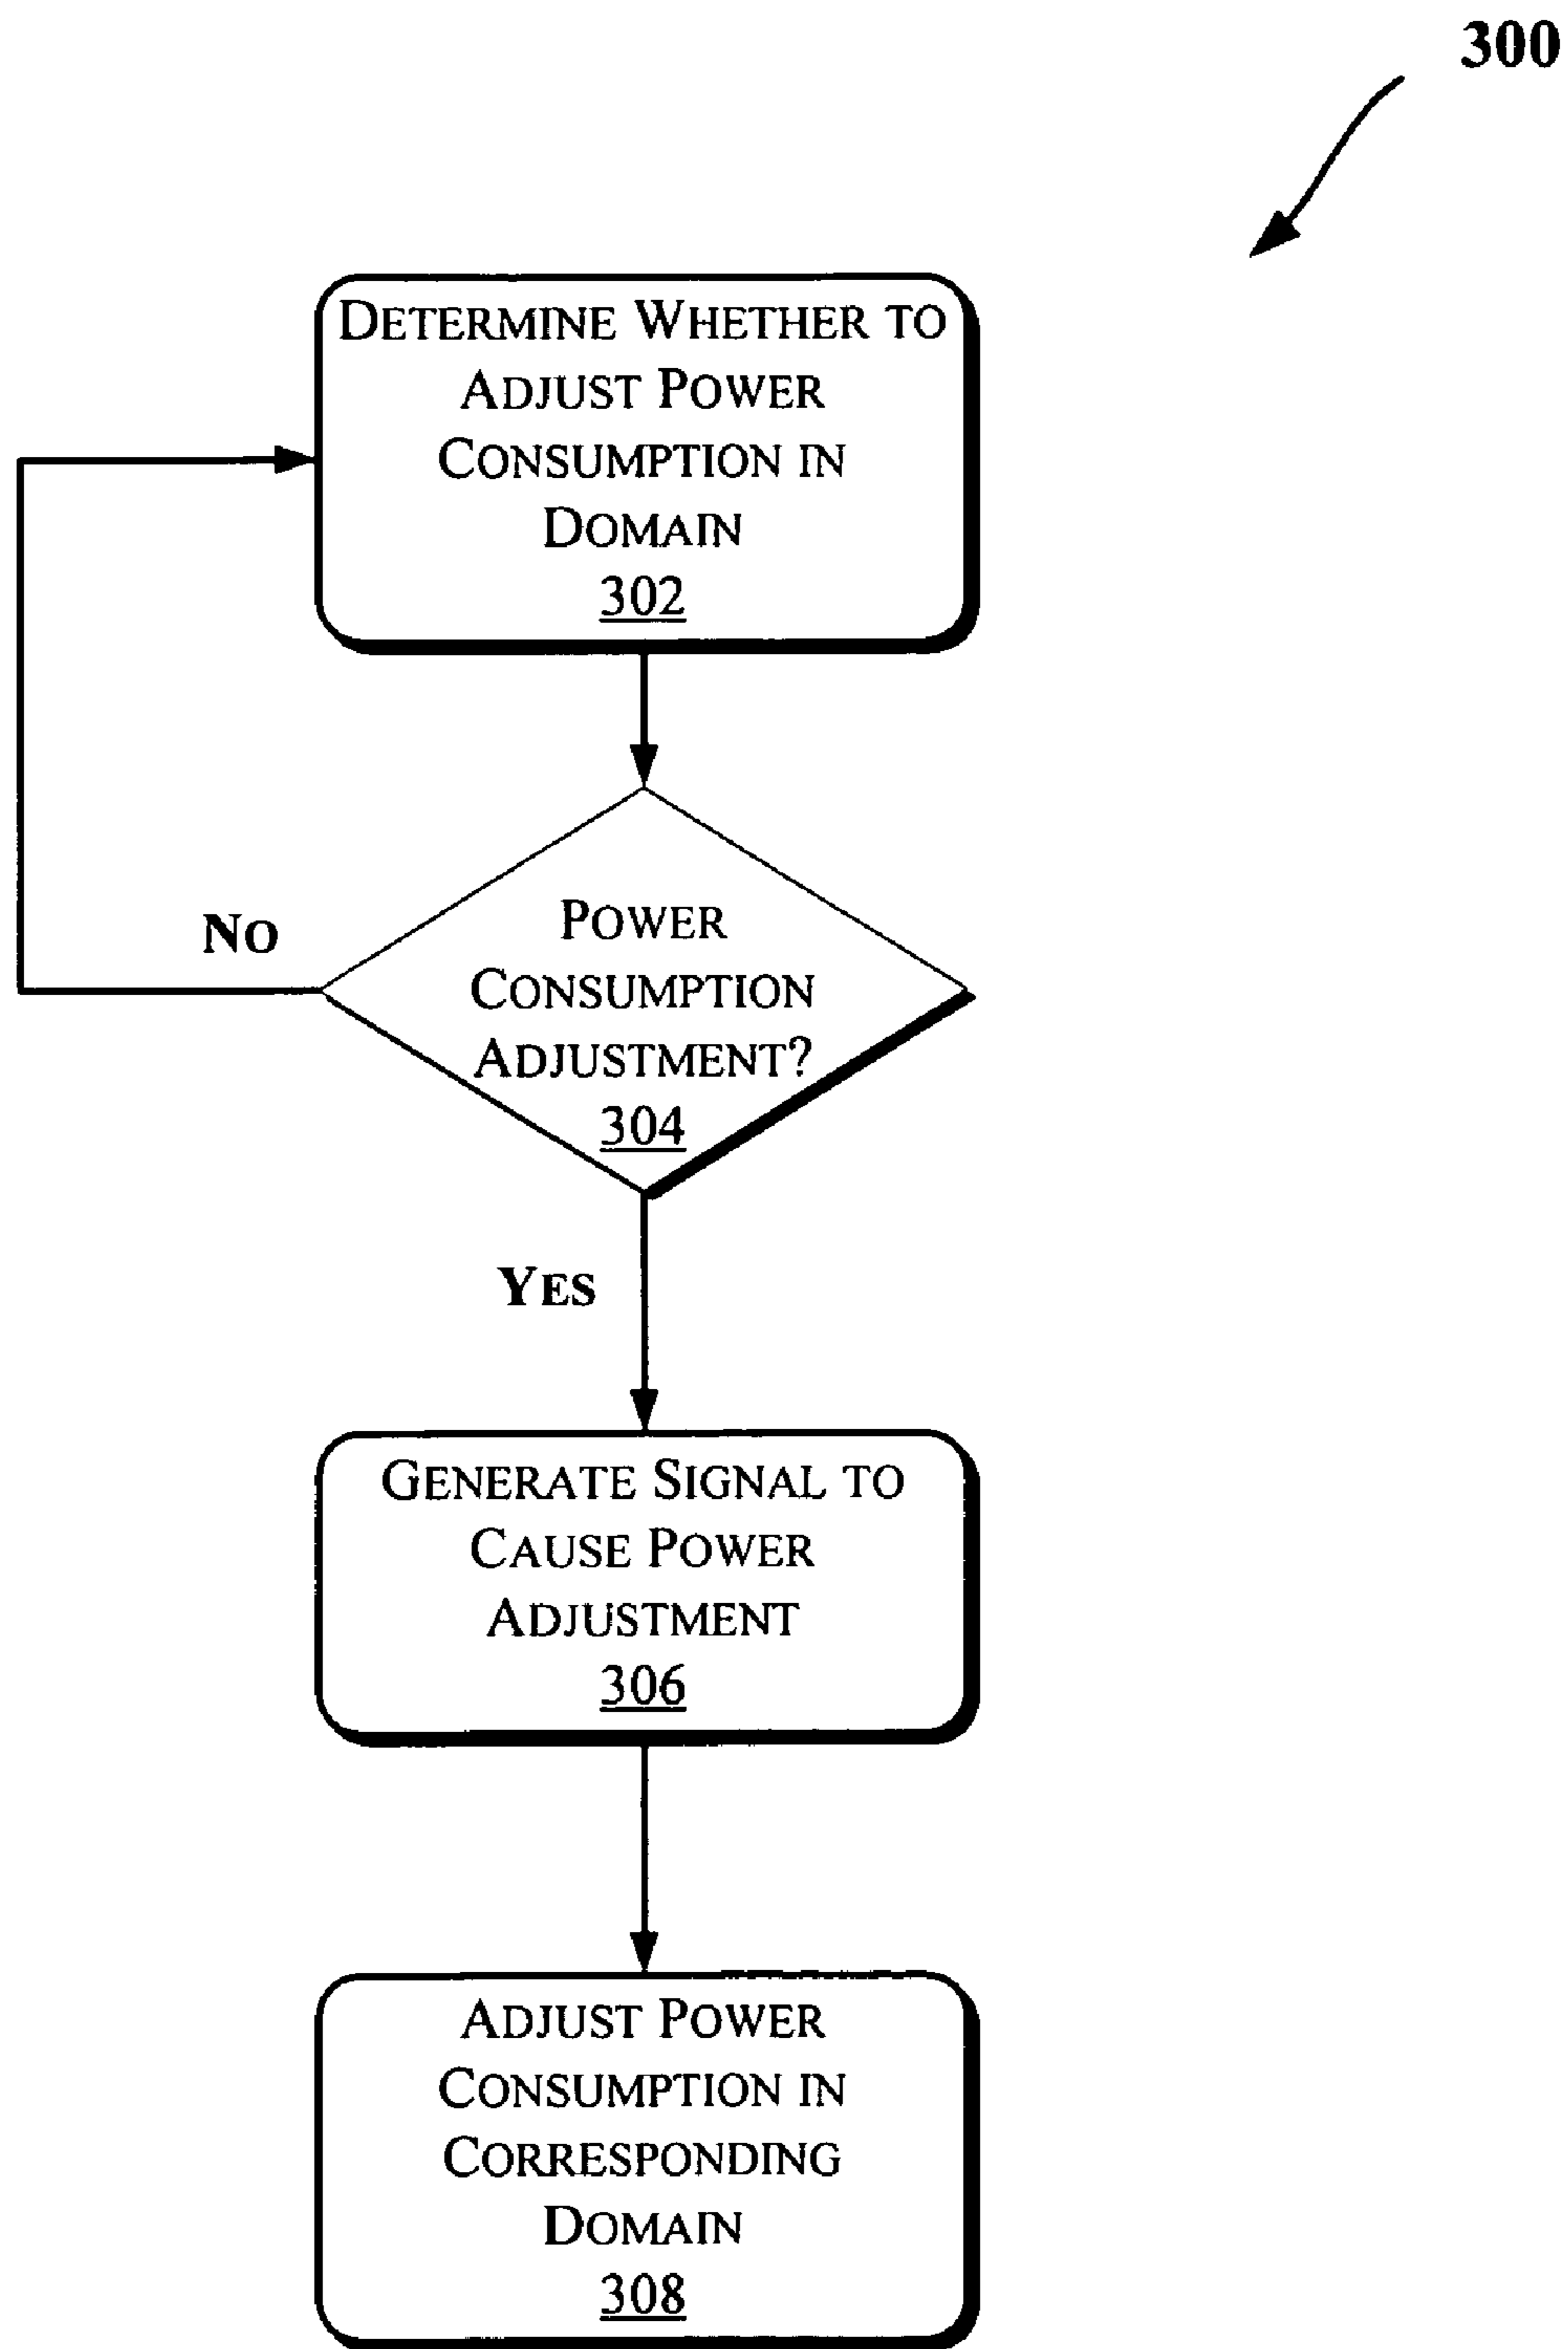 300
DETERMINE WHETHER TO
ADJUST POWER
CONSUMPTION IN
DOMAIN
302
POWER
CONSUMPTION
ADJUSTMENT?
304
NO
YES
GENERATE SIGNAL TO
CAUSE POWER
ADJUSTMENT
306
ADJUST POWER
CONSUMPTION IN
CORRESPONDING
DOMAIN
308